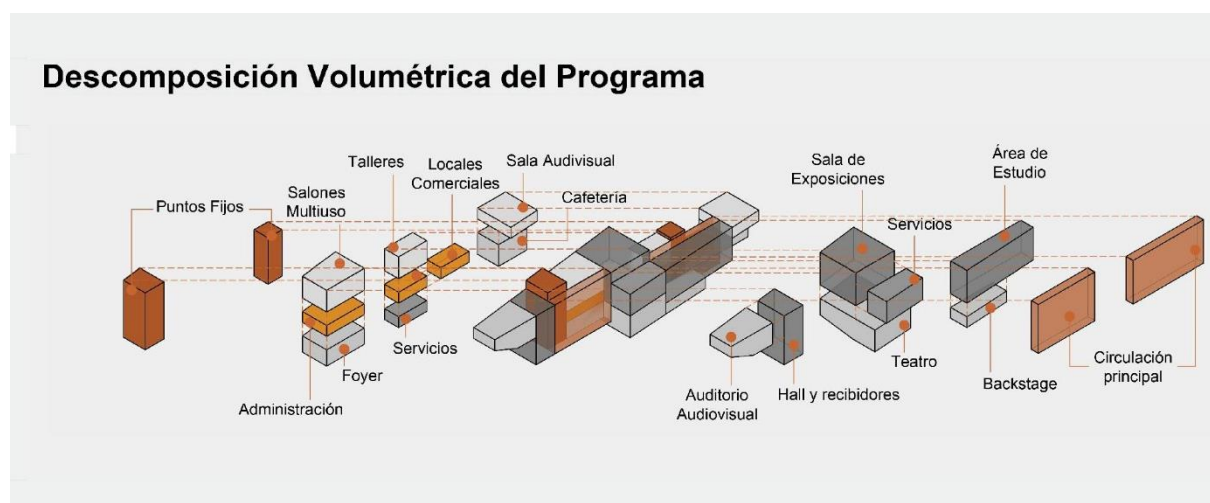 Descomposición Volumétrica del Programa
Puntos Fijos
Salones
Multiuso
Talleres
Locales
Comerciales
Sala Audivisual
Cafetería
Sala de
Exposiciones
Servicios
Área de
Estudio
Administración
Foyer
Servicios
Auditorio
Audiovisual
Hall y recibidores
Teatro
Backstage
Circulación
principal